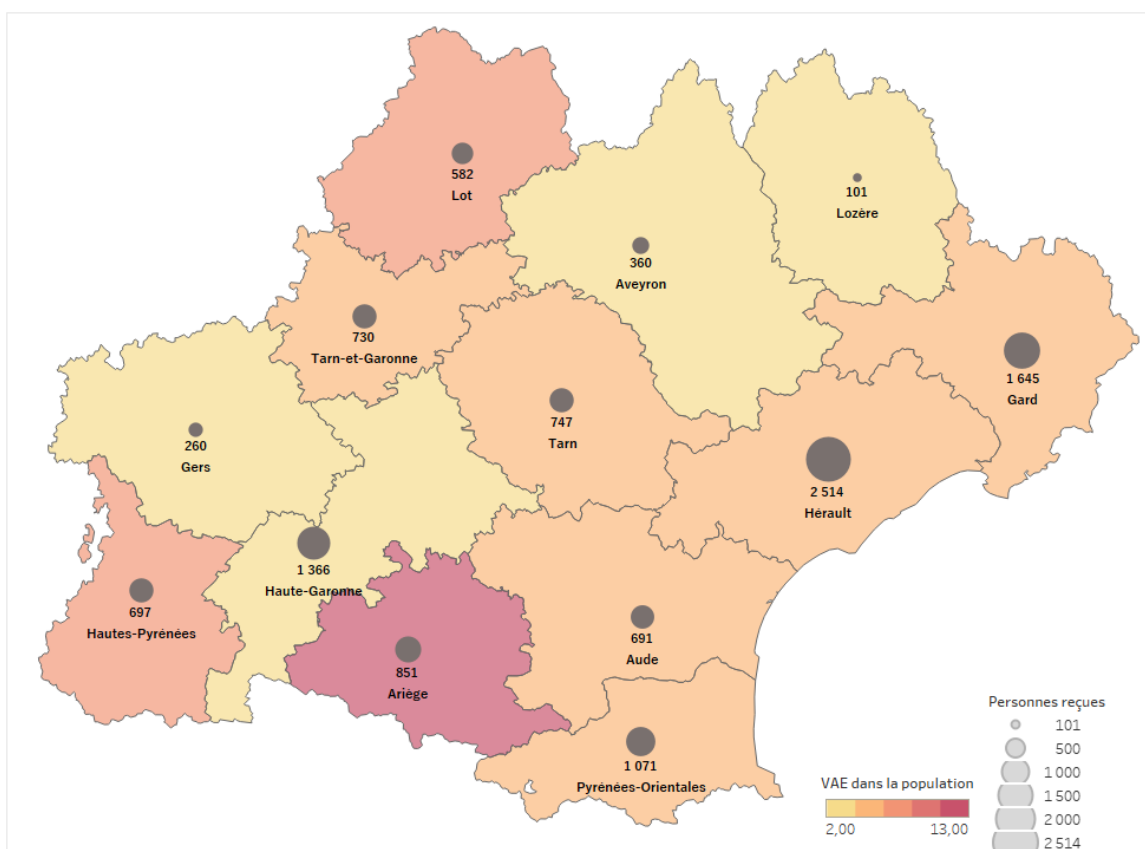 582
Lot
101
Lozère
360
Aveyron
730
Tarn-et-Garonne
1 645
Gard
747
Tarn
260
Gers
2 514
Hérault
1 366
Haute-Garonne
697
Hautes-Pyrénées
691
Aude
851
Ariège
1 071
Pyrénées-Orientales
VAE dans la population
2,00 13,00
Personnes reçues
101
500
1 000
1 500
2 000
2 514